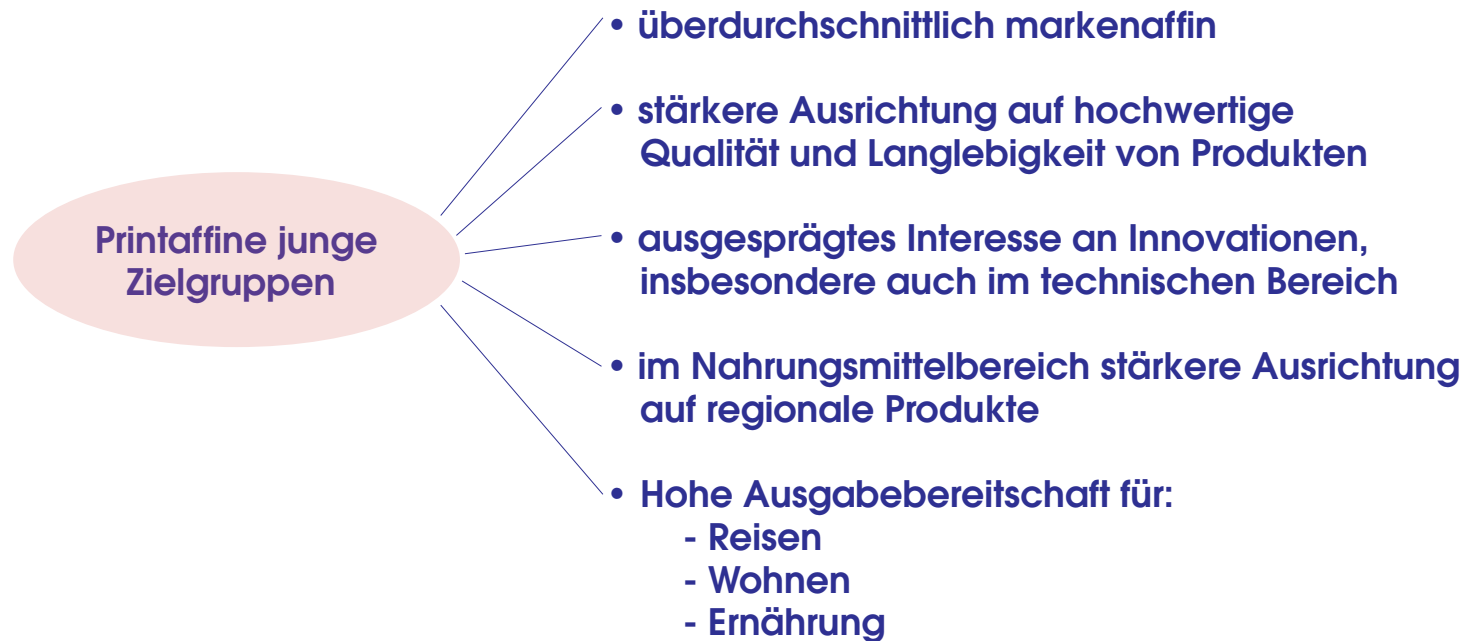 Printaffine junge
Zielgruppen
• überdurchschnittlich markenaffin
• stärkere Ausrichtung auf hochwertige
Qualität und Langlebigkeit von Produkten
• ausgesprägtes Interesse an Innovationen,
insbesondere auch im technischen Bereich
• im Nahrungsmittelbereich stärkere Ausrichtung
auf regionale Produkte
• Hohe Ausgabebereitschaft für:
- Reisen
- Wohnen
- Ernährung